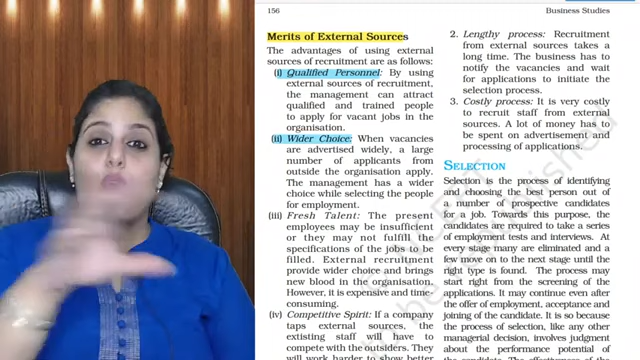 156
Business Studies
Merits of External Sources
The advantages of using external
sources of recruitment are as follows:
(i) Qualified Personnel: By using
external sources of recruitment,
the management can attract
qualified and trained people
to apply for vacant jobs in the
organisation.
(ii) Wider Choice: When vacancies
are advertised widely, a large
number of applicants from
outside the organisation apply.
The management has a wider
choice while selecting the people
for employment.
(iii) Fresh Talent: The present
employees may be insufficient
or they may not fulfill the
specifications of the jobs to be
filled. External recruitment
provide wider choice and brings
new blood in the organisation.
However, it is expensive and time-
consuming.
(iv) Competitive Spirit: If a company
taps external sources, the
existing staff will have to
compete with the outsiders. They
will work harder to show better
2. Lengthy process: Recruitment
from external sources takes a
long time. The business has to
notify the vacancies and wait
for applications to initiate the
selection process.
3. Costly process: It is very costly
to recruit staff from external
sources. A lot of money has to
be spent on advertisement and
processing of applications.
SELECTION
Selection is the process of identifying
and choosing the best person out of
a number of prospective candidates
for a job. Towards this purpose, the
candidates are required to take a series
of employment tests and interviews. At
every stage many are eliminated and a
few move on to the next stage until the
right type is found. The process may
start right from the screening of the
applications. It may continue even after
the offer of employment, acceptance and
joining of the candidate. It is so because
the process of selection, like any other
managerial decision, involves judgment
about the performance potential of
the candidate. The effectiveness of the